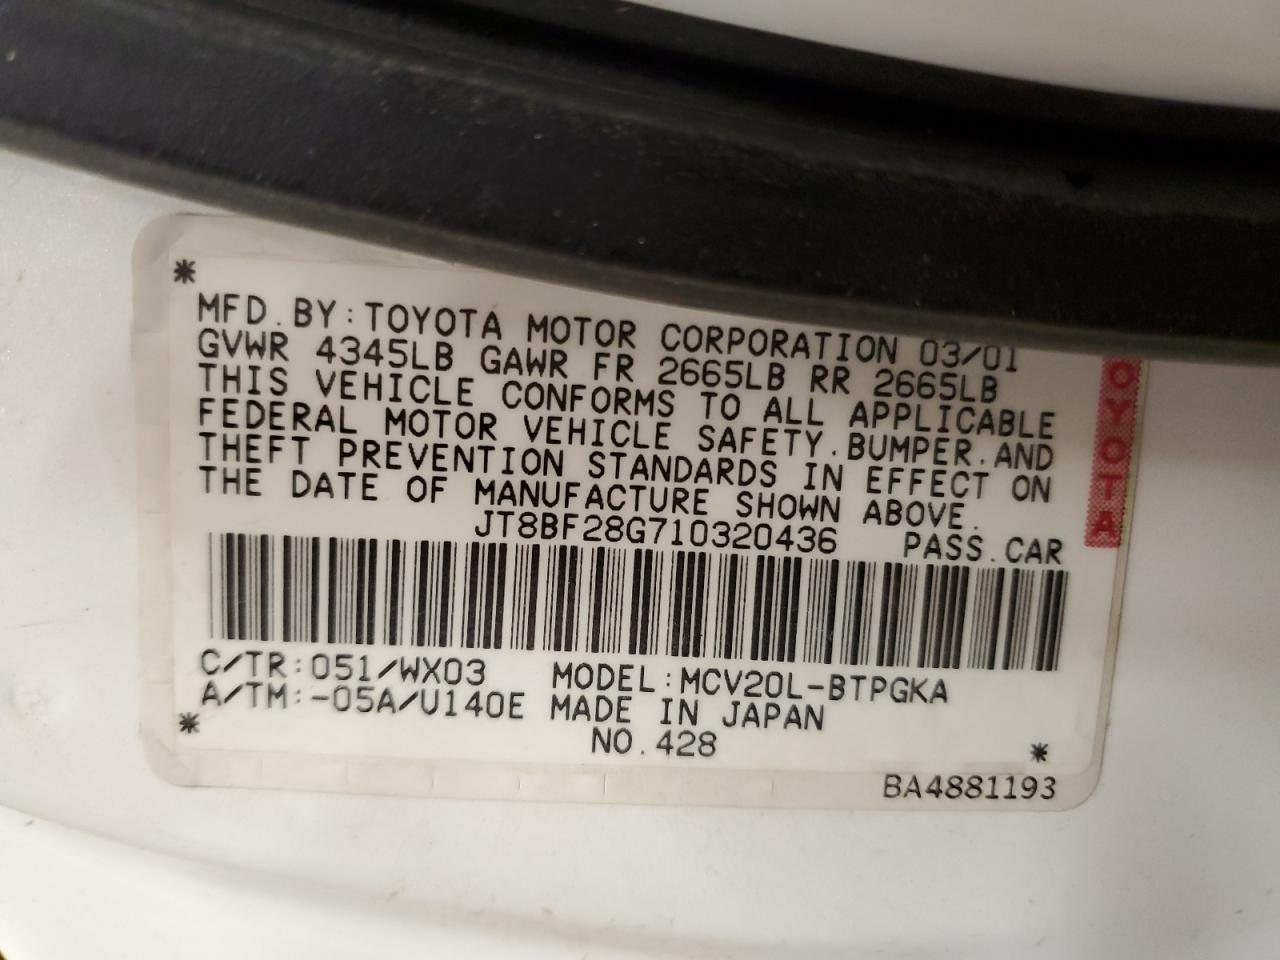 MFD. BY: TOYOTA MOTOR CORPORATION 03/01
GVWR 4345LB GAWR FR 2665LB RR 2665LB
THIS VEHICLE CONFORMS TO ALL APPLICABLE
FEDERAL MOTOR VEHICLE SAFETY. BUMPER. AND
THEFT PREVENTION STANDARDS IN EFFECT ON
THE DATE OF MANUFACTURE SHOWN ABOVE.
JT8BF28G710320436 PASS. CAR
C/TR: 051/WX03 MODEL: MCV20L-BTPGKA
A/TM: -05A/U140E MADE IN JAPAN
NO. 428
BA4881193
OYOTA